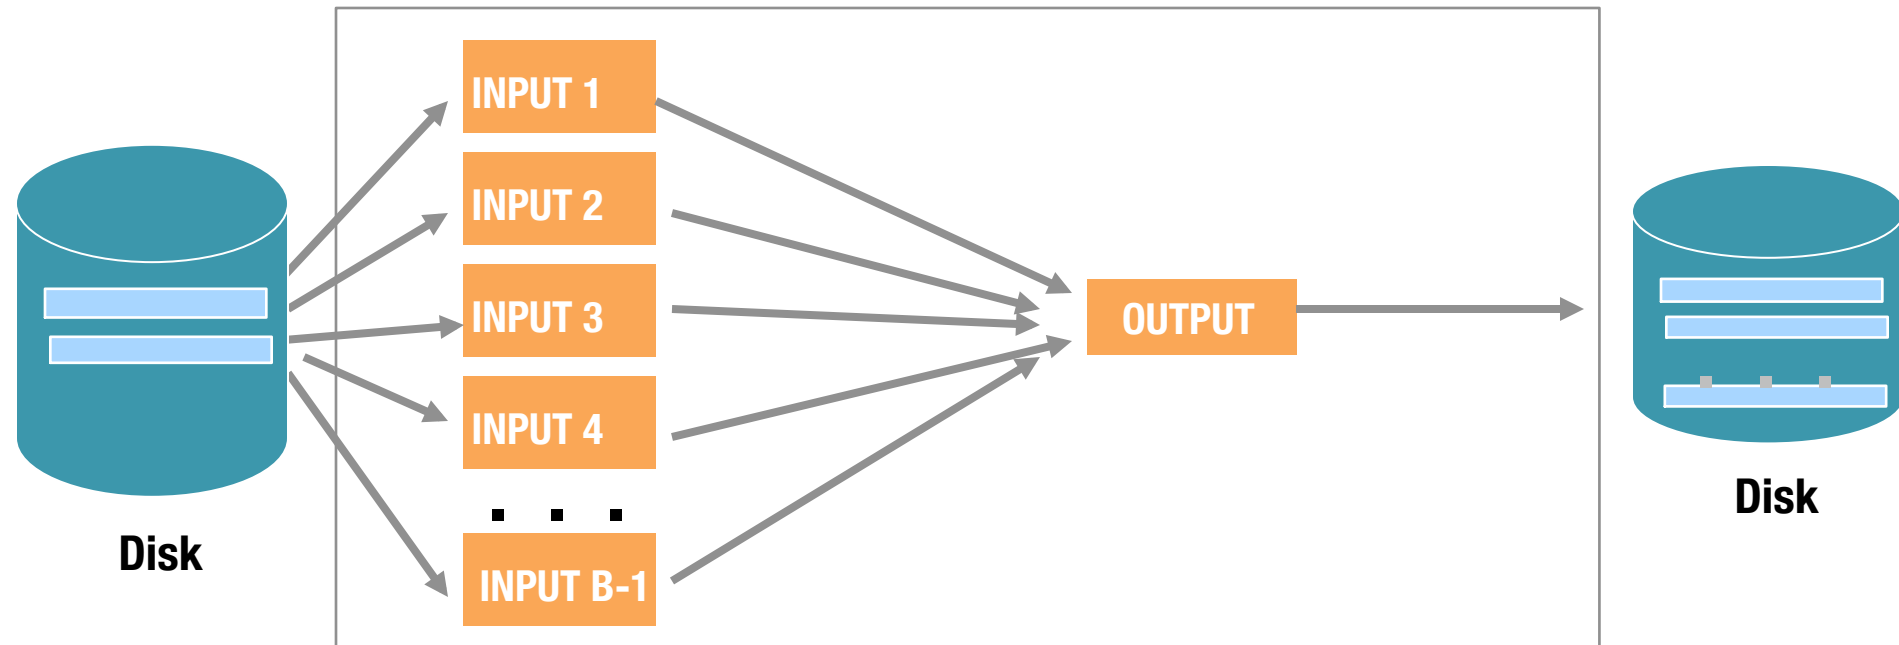 INPUT 1
INPUT 2
INPUT 3
INPUT 4
. . .
INPUT B-1
OUTPUT
Disk
Disk